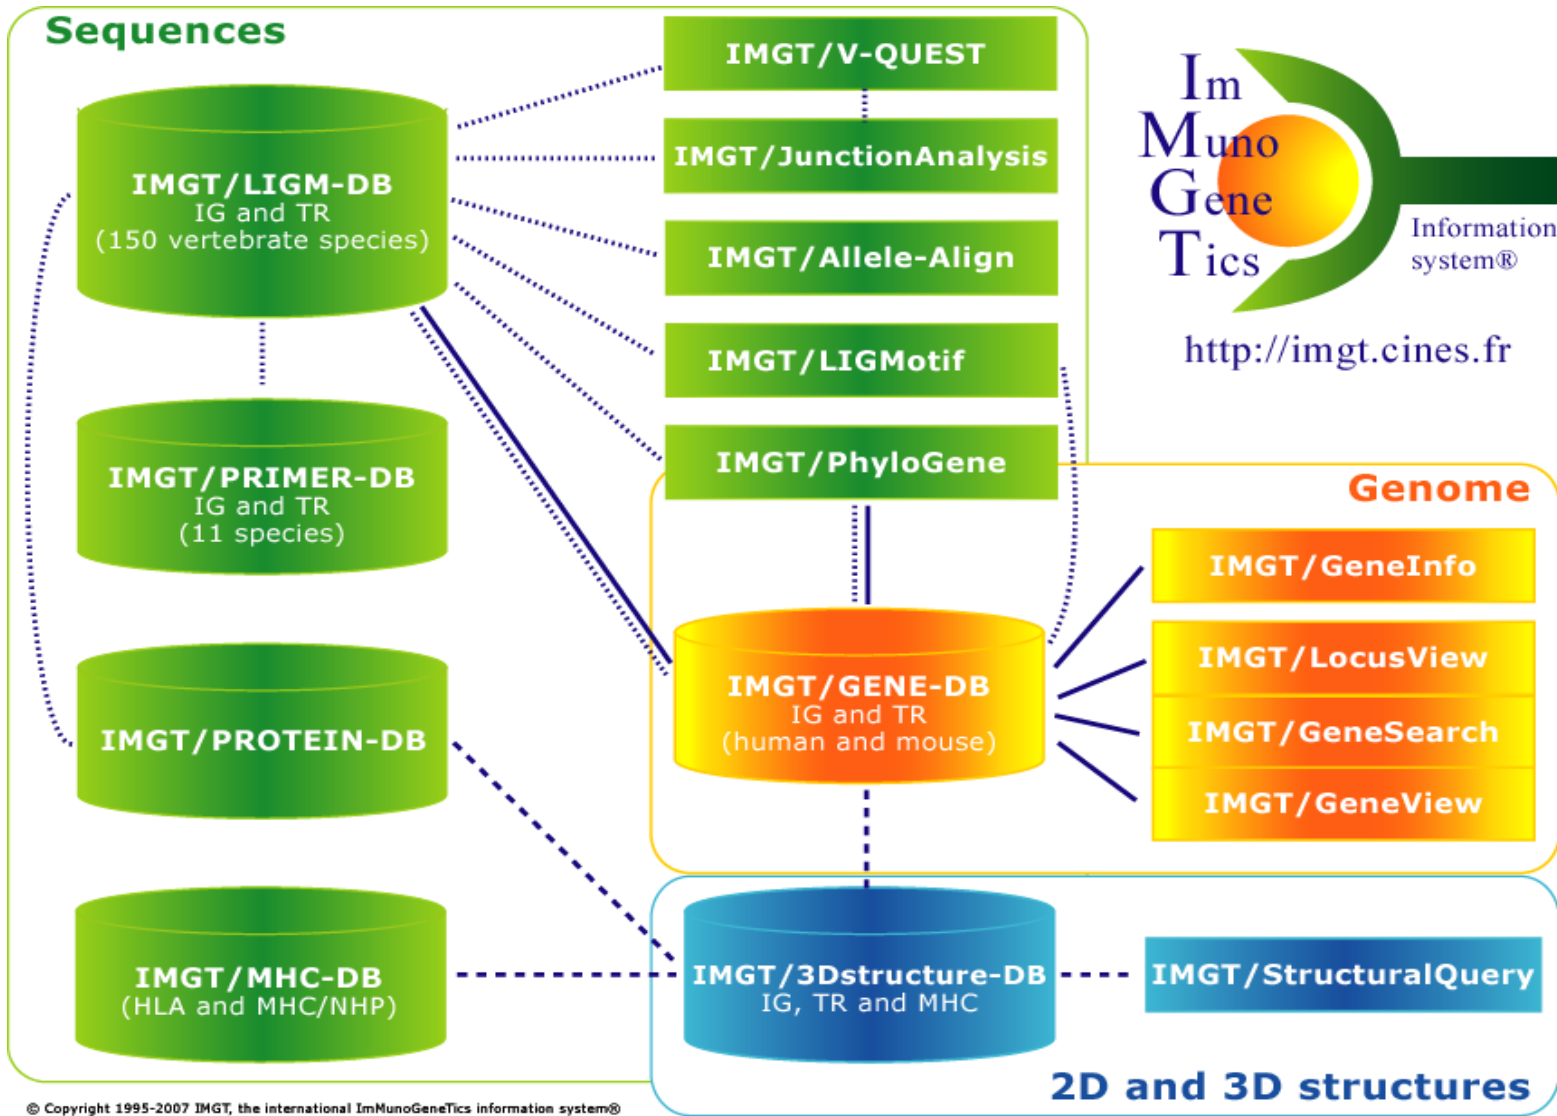 Sequences
IMGT/V-QUEST
IMGT/JunctionAnalysis
IMGT/Allele-Align
IMGT/LIGMotif
IMGT/PhyloGene
IMGT/LIGM-DB
IG and TR
(150 vertebrate species)
IMGT/PRIMER-DB
IG and TR
(11 species)
IMGT/PROTEIN-DB
IMGT/MHC-DB
(HLA and MHC/NHP)
Im
Muno
Gene
Tics
Information
system®
http://imgt.cines.fr
Genome
IMGT/GENE-DB
IG and TR
(human and mouse)
IMGT/GeneInfo
IMGT/LocusView
IMGT/GeneSearch
IMGT/GeneView
IMGT/3Dstructure-DB
IG, TR and MHC
IMGT/StructuralQuery
2D and 3D structures
© Copyright 1995-2007 IMGT, the international ImMunoGeneTics information system®